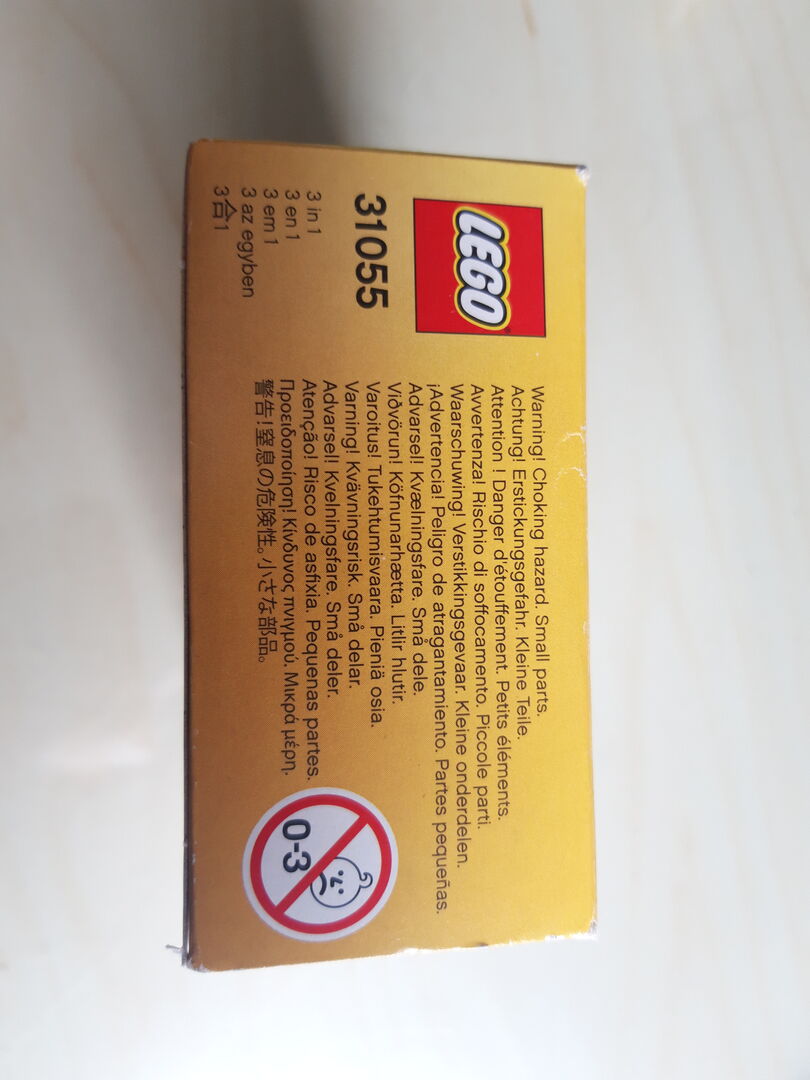 LEGO
31055
3 in 1
3 en 1
3 em 1
3 az egyben
3合1
Warning! Choking hazard. Small parts.
Achtung! Erstickungsgefahr. Kleine Teile.
Attention ! Danger d'étouffement. Petits éléments.
Avvertenza! Rischio di soffocamento. Piccole parti.
Waarschuwing! Verstikkingsgevaar. Kleine onderdelen.
¡Advertencia! Peligro de atragantamiento. Partes pequeñas.
Advarsel! Kvælningsfare. Små dele.
Viðvörun! Köfnunarhætta. Litlir hlutir.
Varoitus! Tukehtumisvaara. Pieniä osia.
Varning! Kvävningsrisk. Små delar.
Advarsel! Kvelningsfare. Små deler.
Atenção! Risco de asfixia. Pequenas partes.
Προειδοποίηση! Κίνδυνος πνιγμού. Μικρά μέρη.
警告!窒息の危険性。小さな部品。
0-3